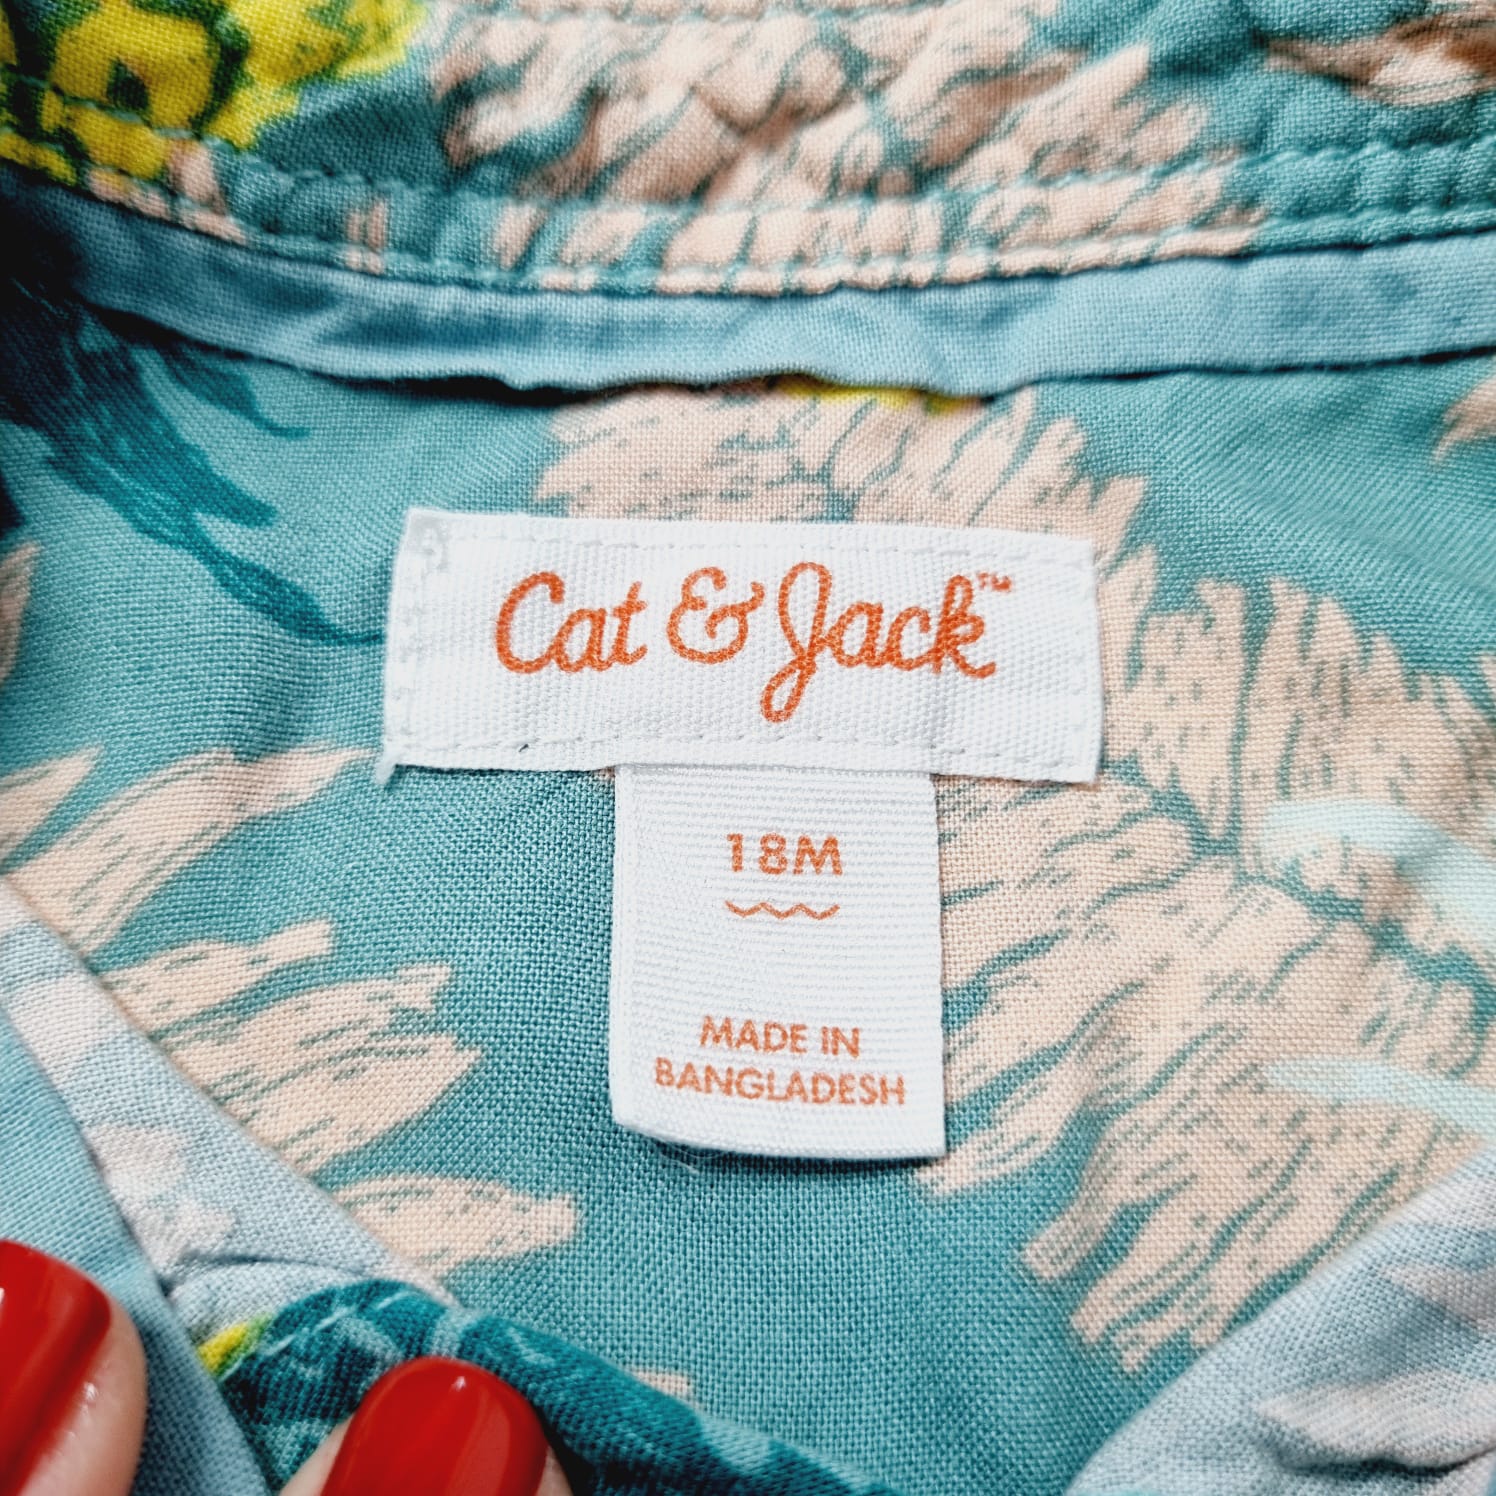 Cat & Jack™
18M
MADE IN
BANGLADESH